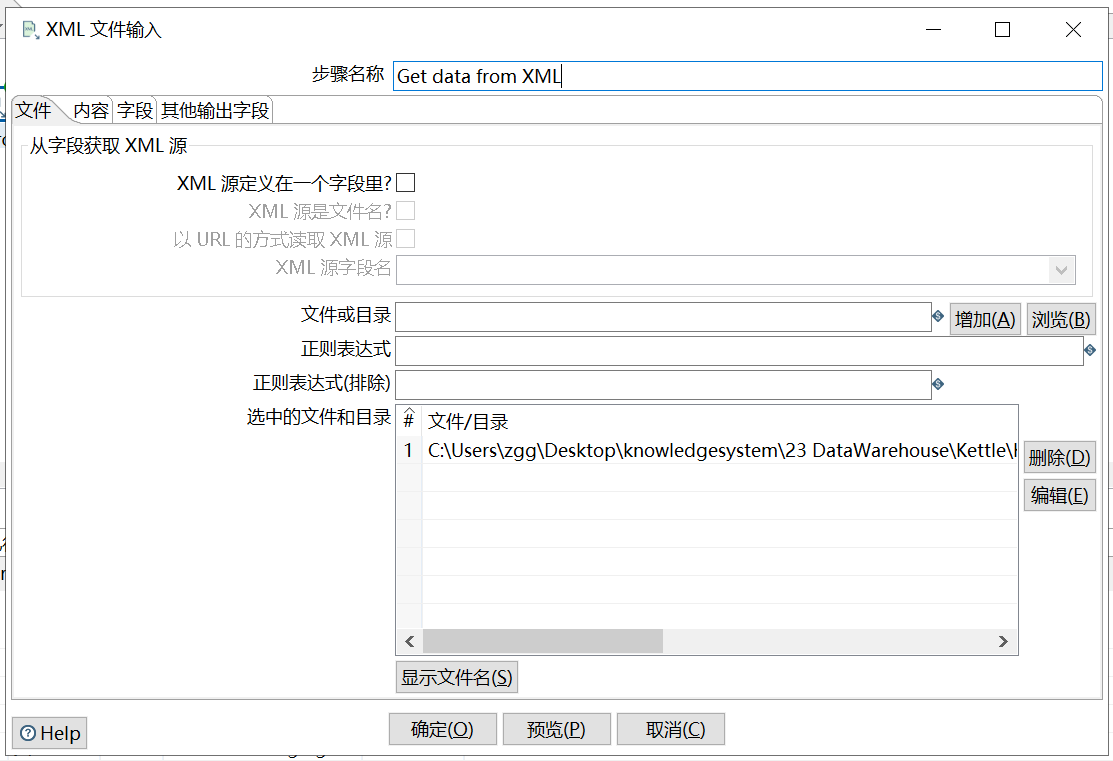 XML 文件输入
步骤名称 Get data from XML
文件 内容 字段 其他输出字段
从字段获取 XML 源
XML 源定义在一个字段里?
XML 源是文件名?
以 URL 的方式读取 XML 源
XML 源字段名
文件或目录 增加(A) 浏览(B)
正则表达式
正则表达式(排除)
选中的文件和目录 # 文件/目录
1 C:\Users\zgg\Desktop\knowledgesystem\23 DataWarehouse\Kettle\
删除(D)
编辑(E)
显示文件名(S)
Help 确定(O) 预览(P) 取消(C)